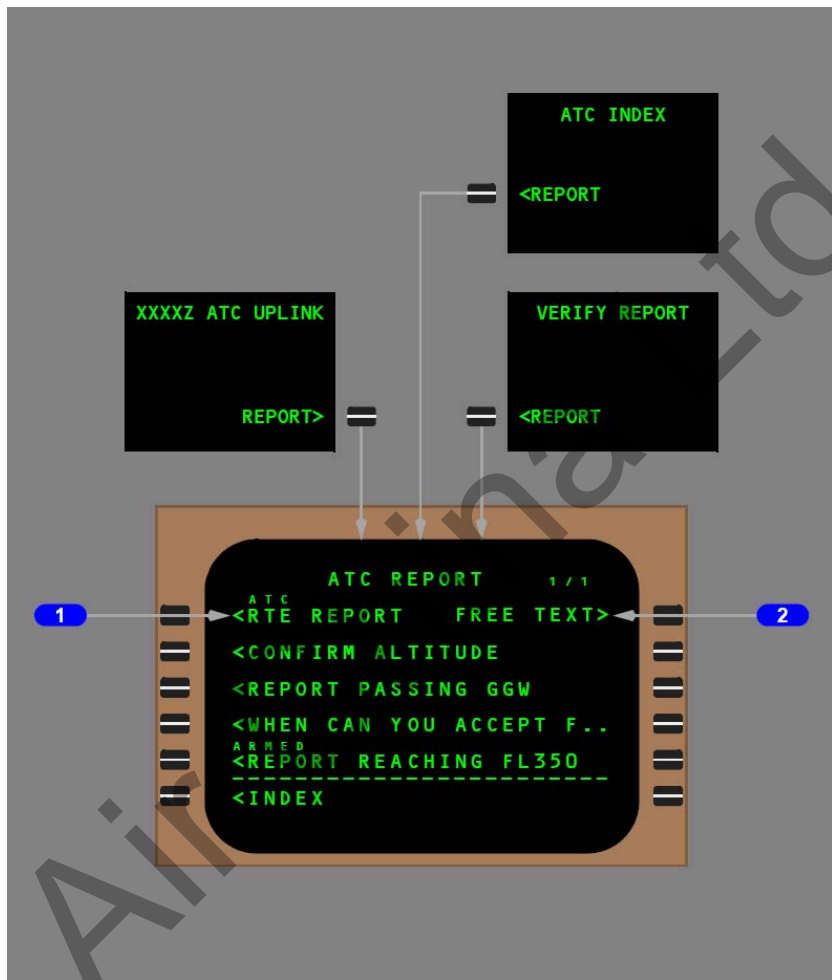 ATC INDEX
<REPORT
XXXXZ ATC UPLINK
REPORT>
VERIFY REPORT
<REPORT
ATC REPORT 1/1
ATC
<RTE REPORT FREE TEXT>
<CONFIRM ALTITUDE
<REPORT PASSING GGW
<WHEN CAN YOU ACCEPT F..
ARMED
<REPORT REACHING FL350
<INDEX
1
2